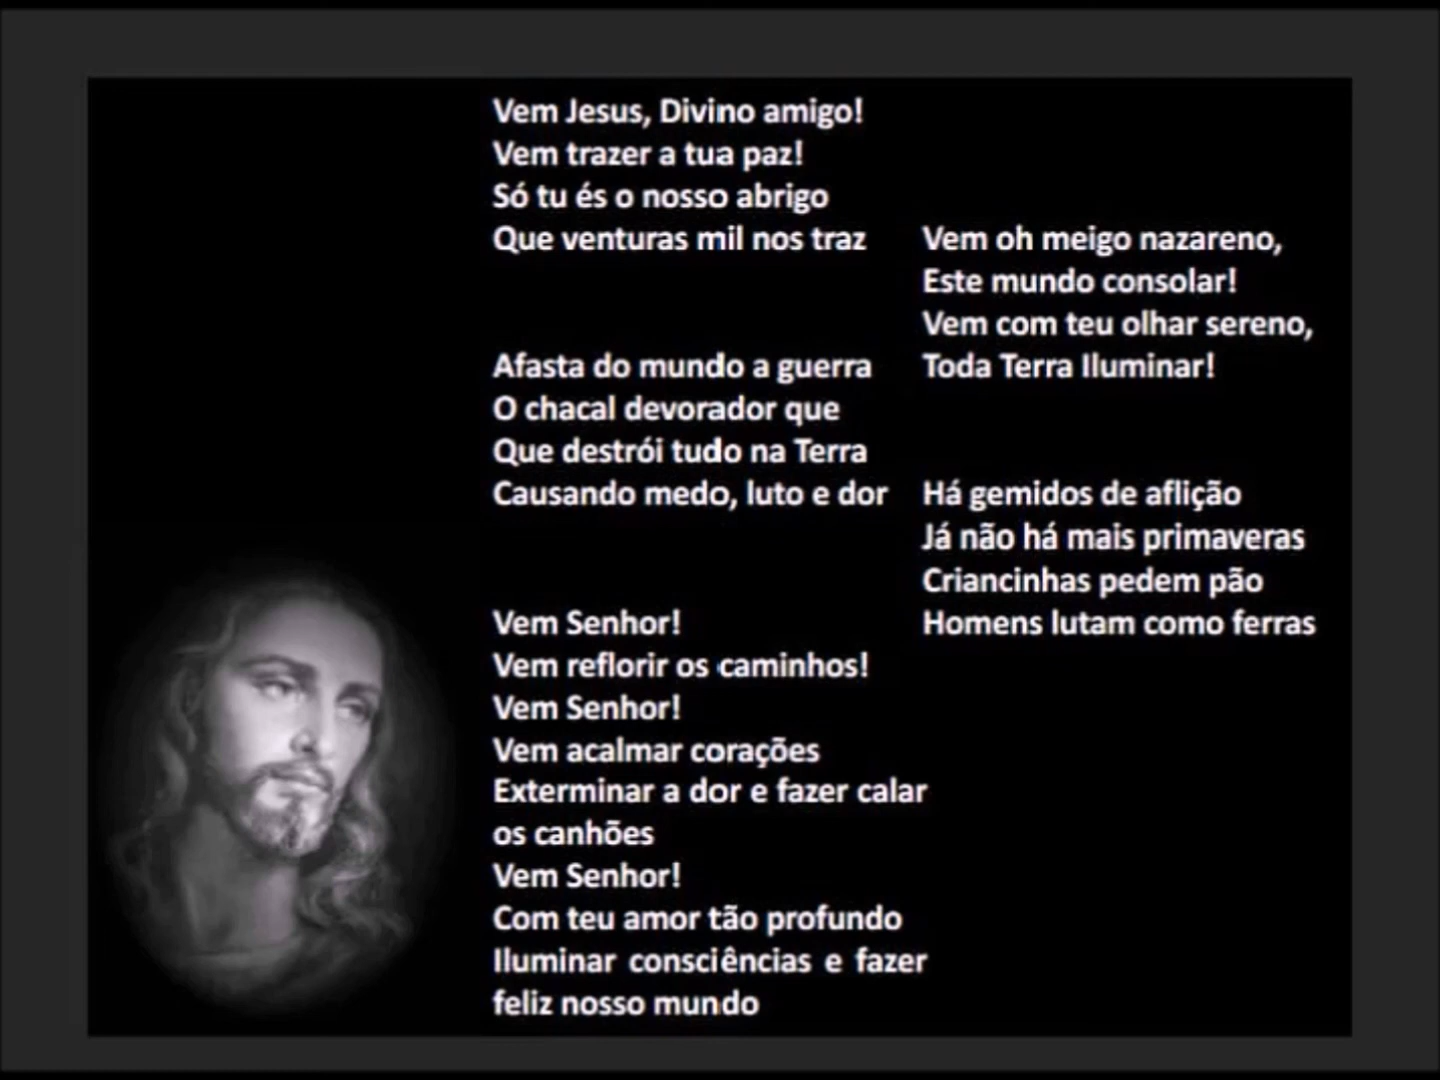 Vem Jesus, Divino amigo!
Vem trazer a tua paz!
Só tu és o nosso abrigo
Que venturas mil nos traz
Afasta do mundo a guerra
O chacal devorador que
Que destrói tudo na Terra
Causando medo, luto e dor
Vem Senhor!
Vem reflorir os caminhos!
Vem Senhor!
Vem acalmar corações
Exterminar a dor e fazer calar
os canhões
Vem Senhor!
Com teu amor tão profundo
Iluminar consciências e fazer
feliz nosso mundo
Vem oh meigo nazareno,
Este mundo consolar!
Vem com teu olhar sereno,
Toda Terra Iluminar!
Há gemidos de aflição
Já não há mais primaveras
Criancinhas pedem pão
Homens lutam como ferras